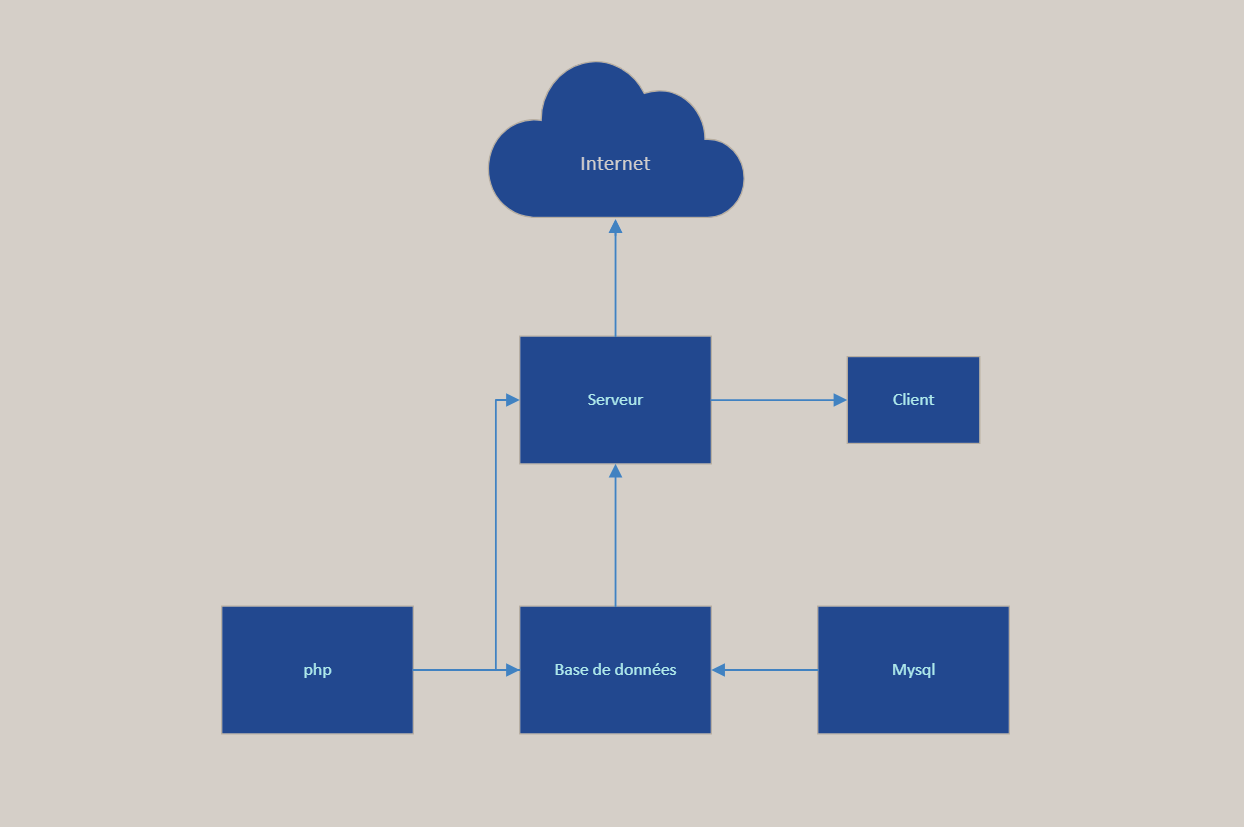 Internet
Serveur
Client
php
Base de données
Mysql